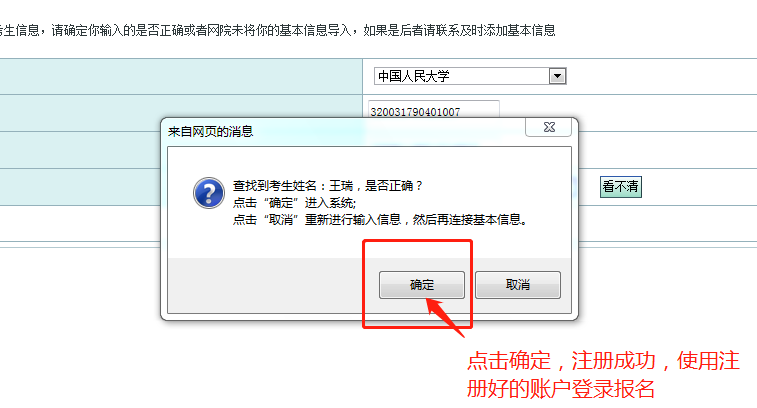 考生信息，请确定你输入的是否正确或者网院未将你的基本信息导入，如果是后者请联系及时添加基本信息
中国人民大学
320031790401007
来自网页的消息
看不清
查找到考生姓名：王瑞，是否正确？
点击“确定”进入系统;
点击“取消”重新进行输入信息，然后再连接基本信息。
确定
取消
点击确定，注册成功，使用注
册好的账户登录报名